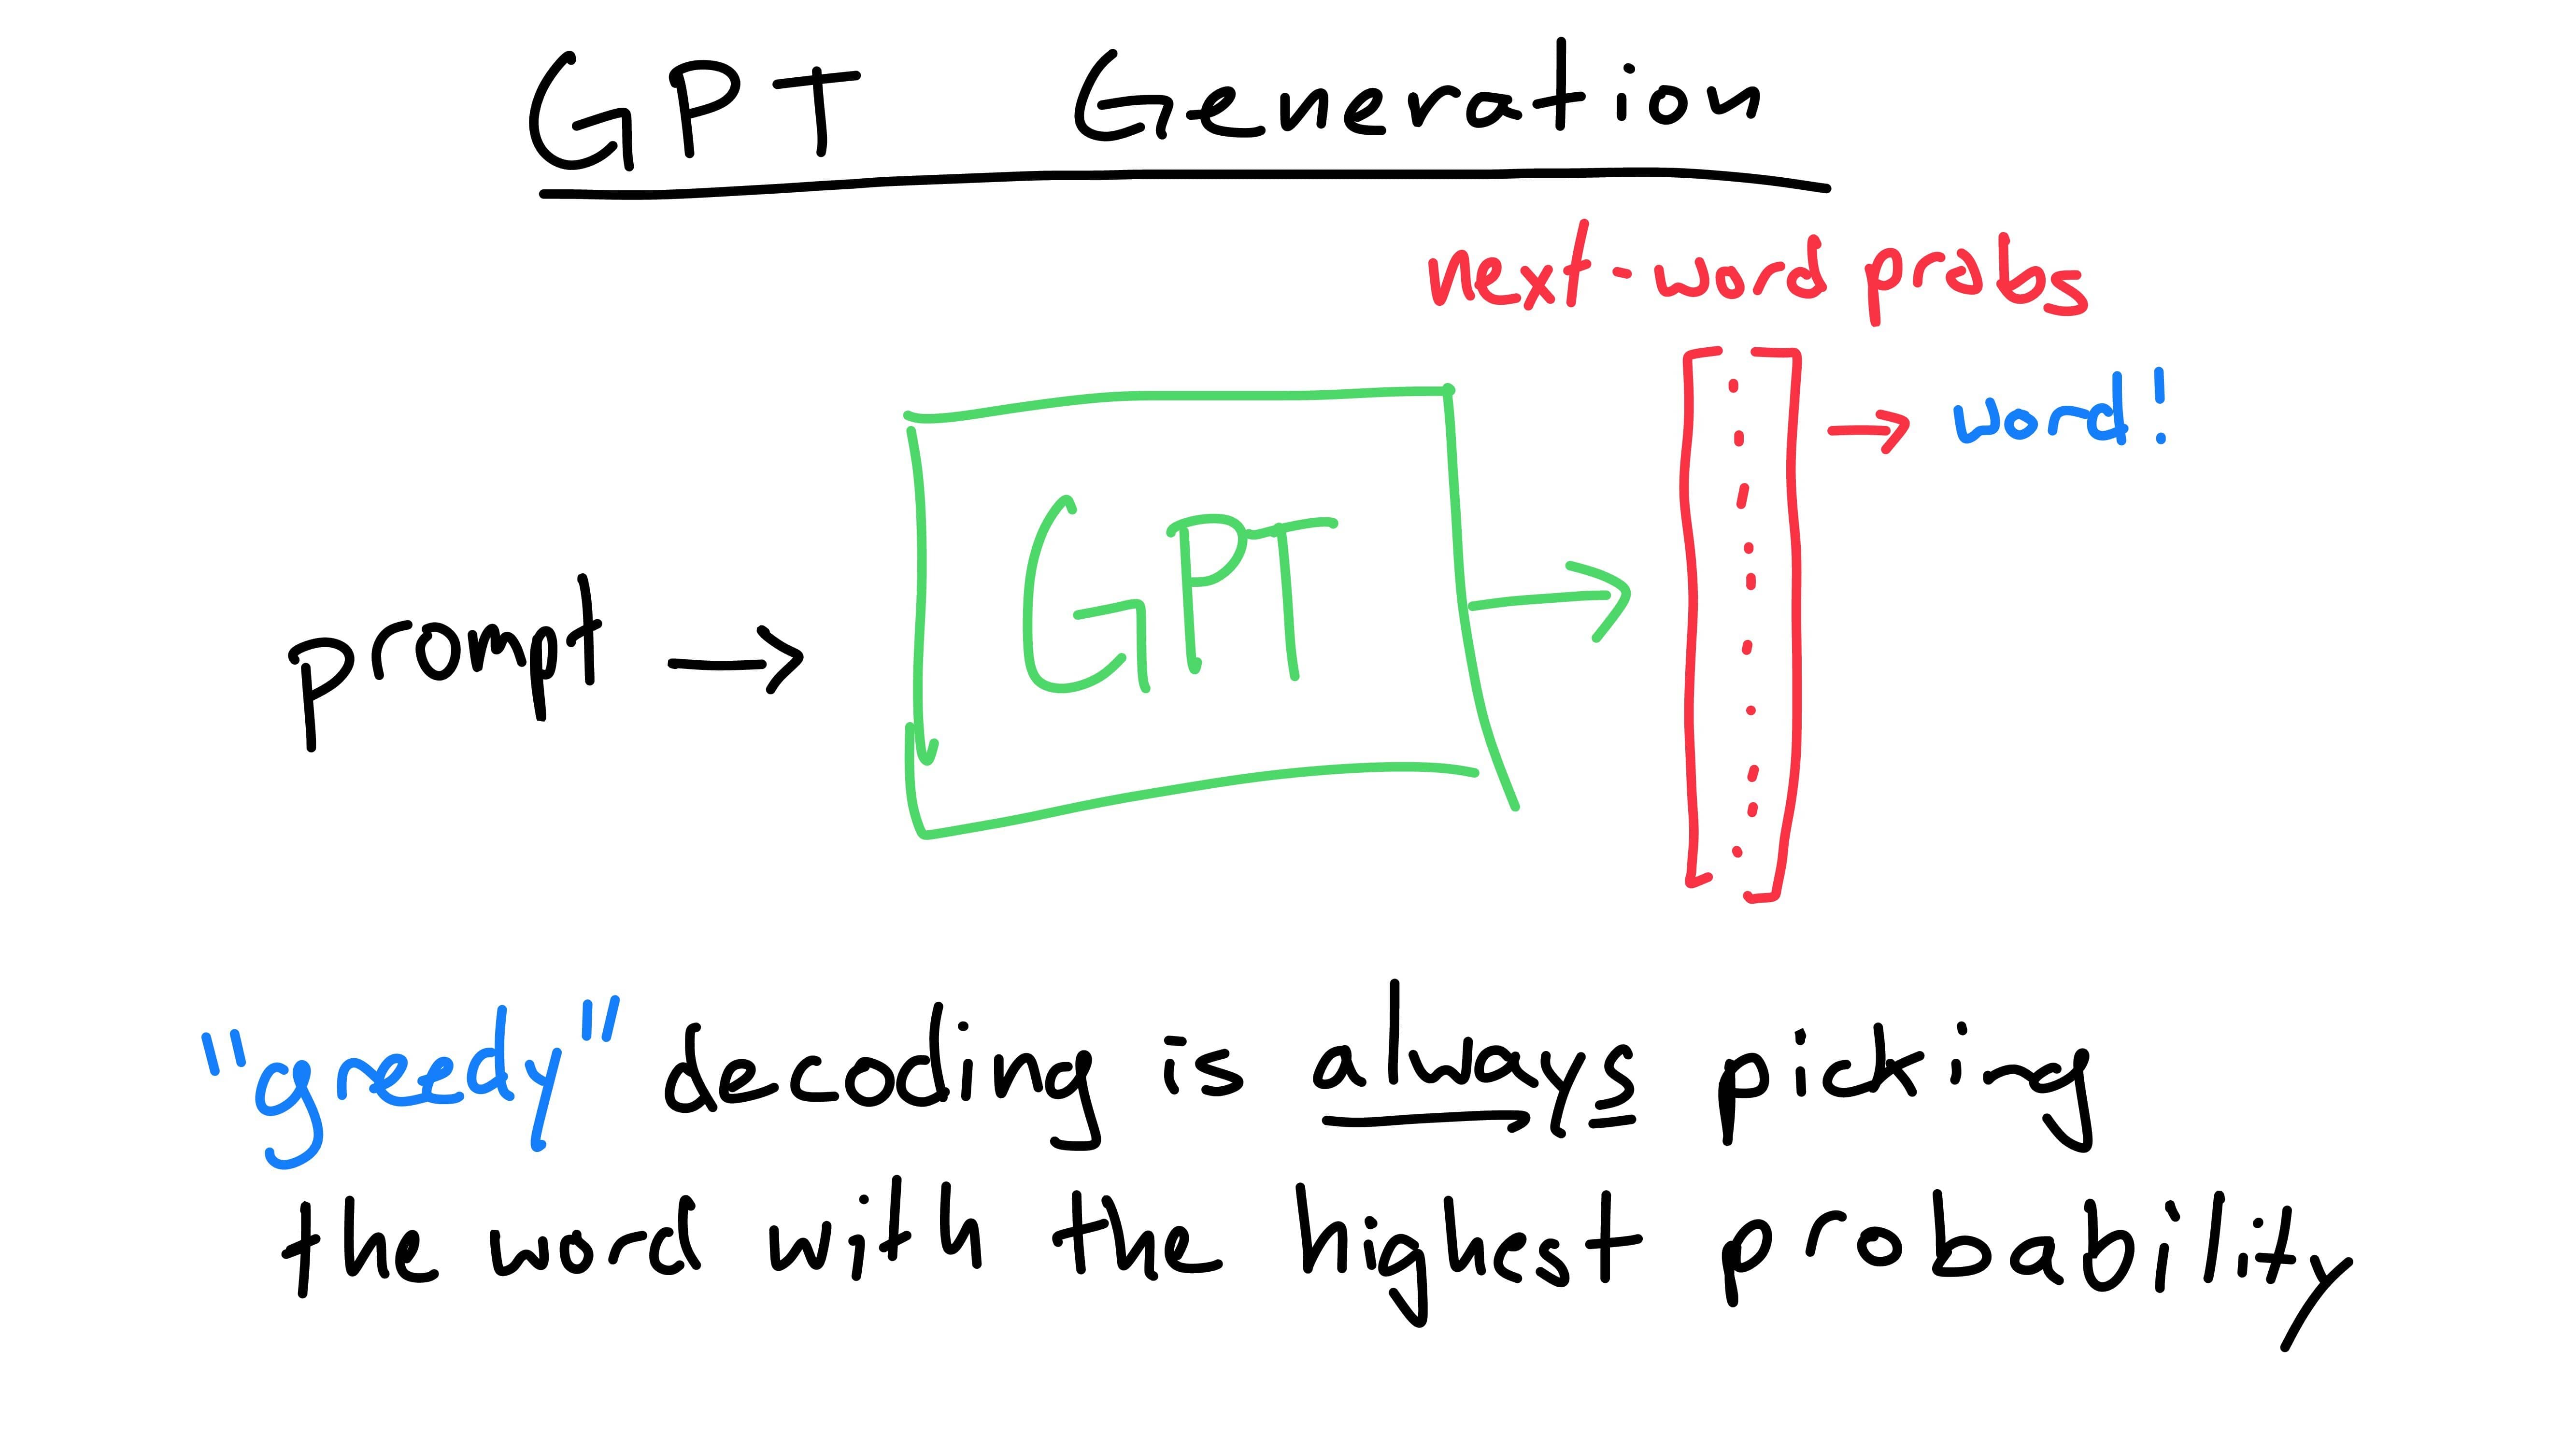 GPT Generation
next-word probs
→ word!
prompt →
GPT
"greedy" decoding is always picking
the word with the highest probability